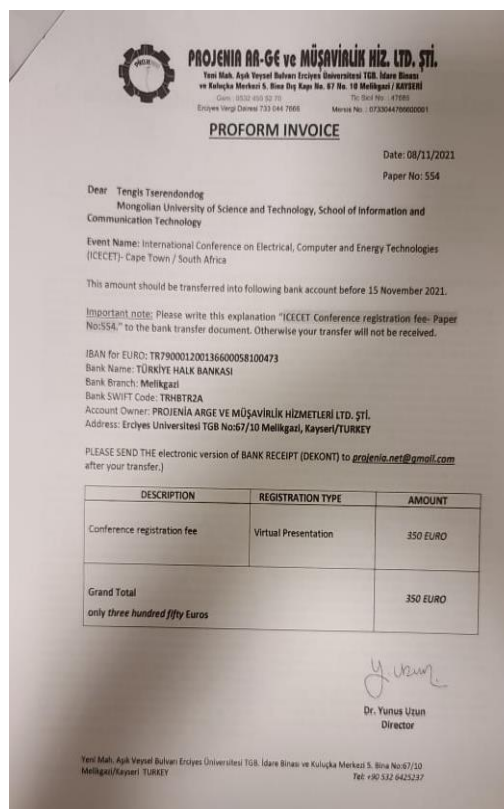 PROJENIA AR-GE ve MÜŞAVİRLİK HİZ. LTD. ŞTİ.
Yeni Mah. Aşık Veysel Bulvarı Erciyes Üniversitesi TGB. İdare Binası
ve Kuluçka Merkezi 5. Bina Dış Kapı No. 67 No. 10 Melikgazi / KAYSERİ
Erciyes Vergi Dairesi 733 044 7666
PROFORM INVOICE
Date: 08/11/2021
Paper No: 554
Dear Tengis Tserendondog
Mongolian University of Science and Technology, School of Information and
Communication Technology
Event Name: International Conference on Electrical, Computer and Energy Technologies
(ICECET)- Cape Town / South Africa
This amount should be transferred into following bank account before 15 November 2021.
Important note: Please write this explanation "ICECET Conference registration fee- Paper
No:554." to the bank transfer document. Otherwise your transfer will not be received.
IBAN for EURO: TR790001200136600058100473
Bank Name: TÜRKİYE HALK BANKASI
Bank Branch: Melikgazi
Bank SWIFT Code: TRHBTR2A
Account Owner: PROJENIA ARGE VE MÜŞAVİRLİK HİZMETLERİ LTD. ŞTİ.
Address: Erciyes Universitesi TGB No:67/10 Melikgazi, Kayseri/TURKEY
PLEASE SEND THE electronic version of BANK RECEIPT (DEKONT) to projenia.net@gmail.com
after your transfer.)
DESCRIPTION REGISTRATION TYPE AMOUNT
Conference registration fee Virtual Presentation 350 EURO
Grand Total 350 EURO
only three hundred fifty Euros
Y. Uzun
Dr. Yunus Uzun
Director
Yeni Mah. Aşık Veysel Bulvarı Erciyes Üniversitesi TGB. İdare Binası ve Kuluçka Merkezi 5. Bina No:67/10
Melikgazi/Kayseri TURKEY
Tel: +90 532 6425237